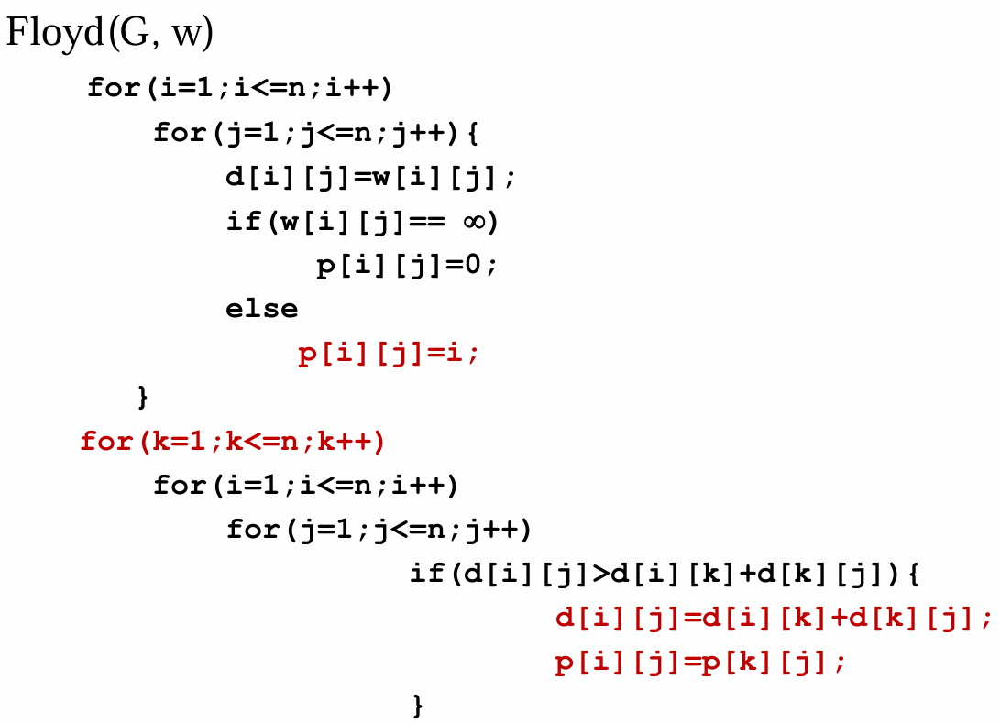 Floyd(G, w)
for(i=1;i<=n;i++)
for(j=1;j<=n;j++){
d[i][j]=w[i][j];
if(w[i][j]== ∞)
p[i][j]=0;
else
p[i][j]=i;
}
for(k=1;k<=n;k++)
for(i=1;i<=n;i++)
for(j=1;j<=n;j++)
if(d[i][j]>d[i][k]+d[k][j]){
d[i][j]=d[i][k]+d[k][j];
p[i][j]=p[k][j];
}